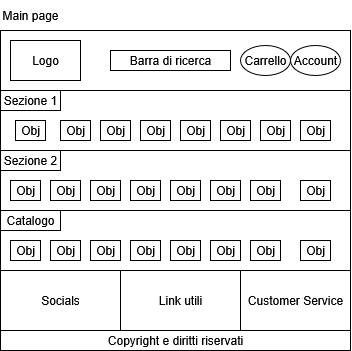 Main page
Logo
Barra di ricerca
Carrello
Account
Sezione 1
Obj Obj Obj Obj Obj Obj Obj Obj
Sezione 2
Obj Obj Obj Obj Obj Obj Obj Obj
Catalogo
Obj Obj Obj Obj Obj Obj Obj Obj
Socials
Link utili
Customer Service
Copyright e diritti riservati